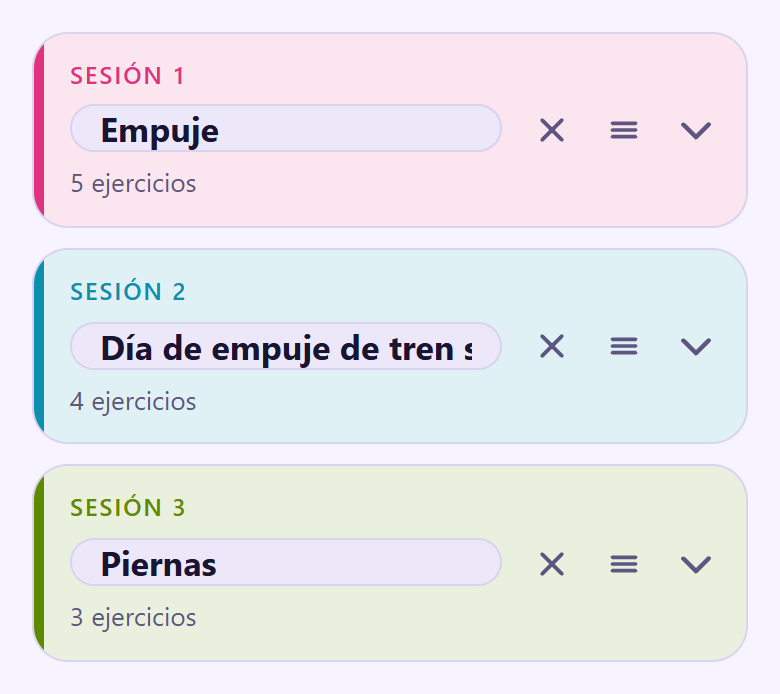 SESIÓN 1
Empuje
5 ejercicios
SESIÓN 2
Día de empuje de tren
4 ejercicios
SESIÓN 3
Piernas
3 ejercicios